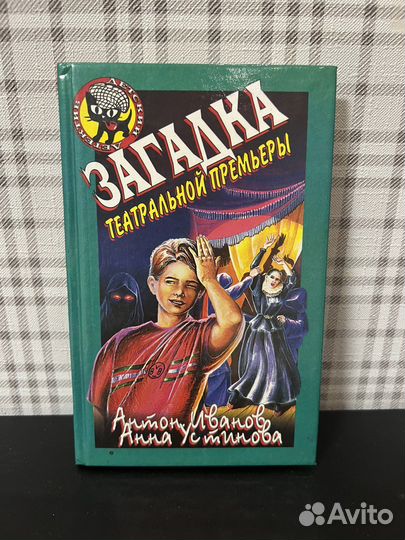 ДЕТСКИЙ ДЕТЕКТИВ
ЗАГАДКА
ТЕАТРАЛЬНОЙ ПРЕМЬЕРЫ
Антон Иванов
Анна Устинова
Avito